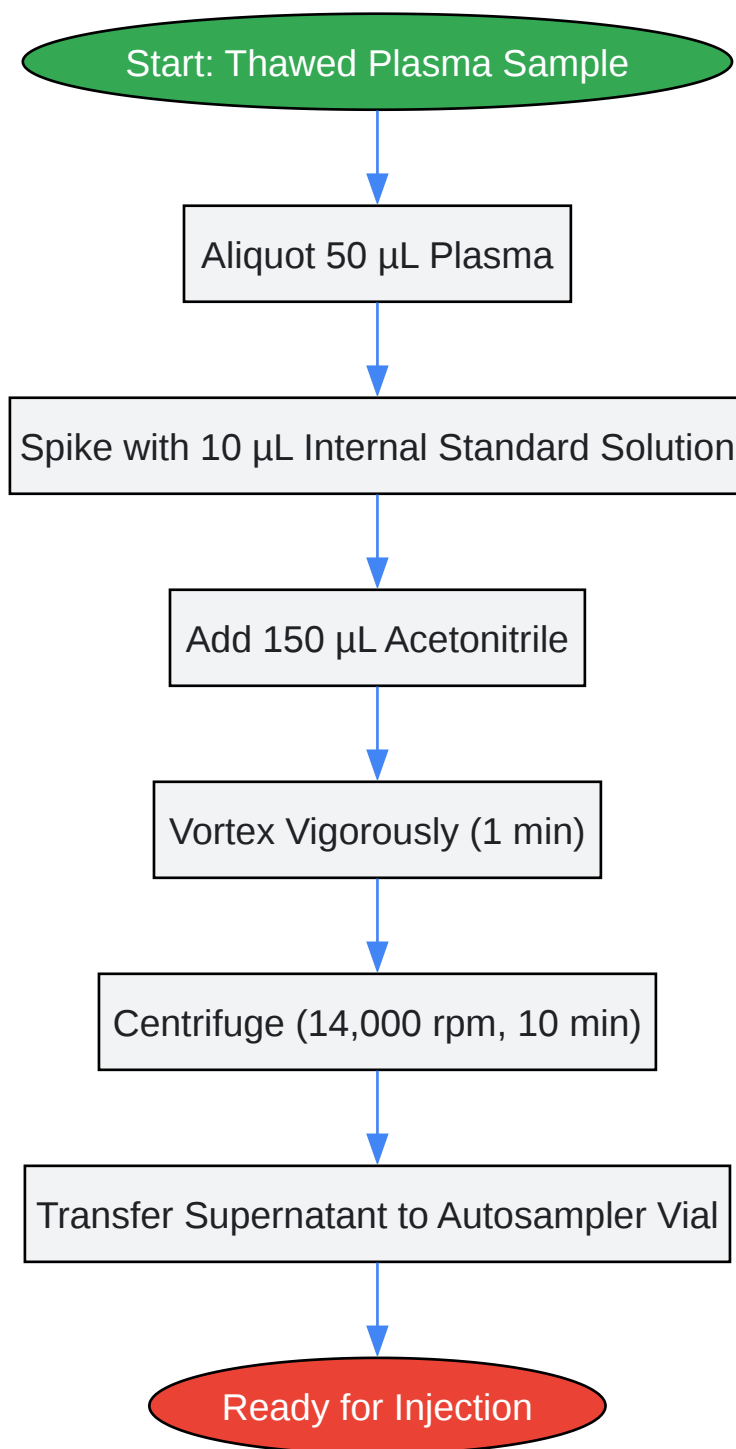 Start: Thawed Plasma Sample
Aliquot 50 µL Plasma
Spike with 10 µL Internal Standard Solution
Add 150 µL Acetonitrile
Vortex Vigorously (1 min)
Centrifuge (14,000 rpm, 10 min)
Transfer Supernatant to Autosampler Vial
Ready for Injection